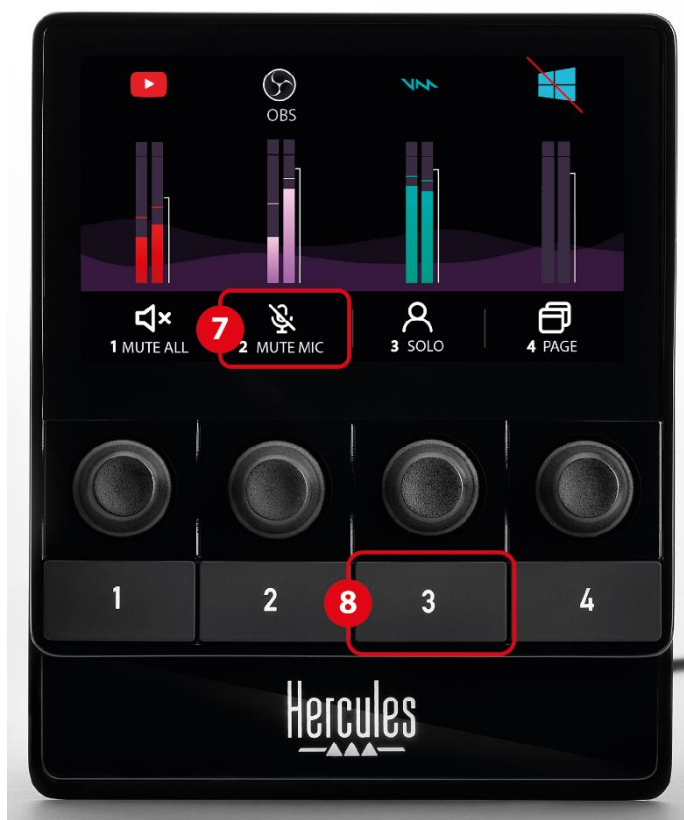 OBS
1 MUTE ALL
7
2 MUTE MIC
3 SOLO
4 PAGE
1
2
8
3
4
Hercules